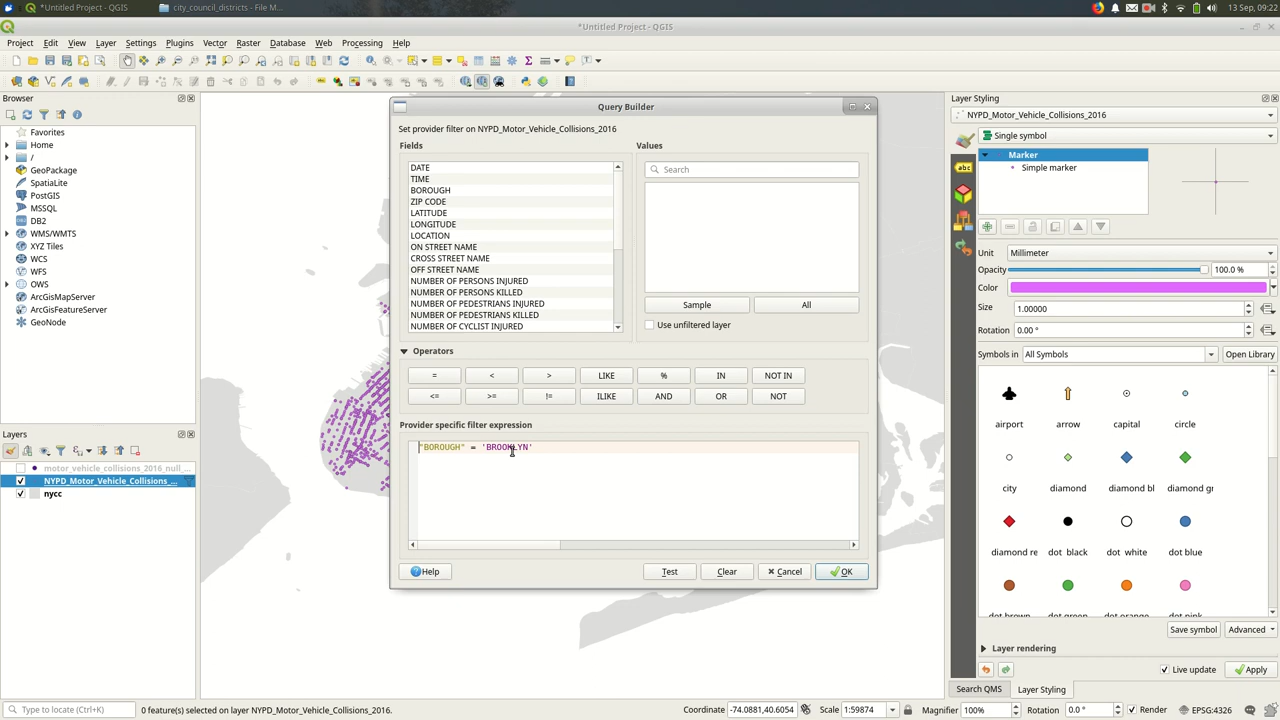 *Untitled Project - QGIS
city_council_districts - File M...
13 Sep, 09:22
*Untitled Project - QGIS
Project Edit View Layer Settings Plugins Vector Raster Database Web Processing Help
Browser
Favorites
Home
/
GeoPackage
SpatiaLite
PostGIS
MSSQL
DB2
WMS/WMTS
XYZ Tiles
WCS
WFS
OWS
ArcGisMapServer
ArcGisFeatureServer
GeoNode
Layers
motor_vehicle_collisions_2016_null_...
NYPD_Motor_Vehicle_Collisions_...
nycc
Query Builder
Set provider filter on NYPD_Motor_Vehicle_Collisions_2016
Fields
DATE
TIME
BOROUGH
ZIP CODE
LATITUDE
LONGITUDE
LOCATION
ON STREET NAME
CROSS STREET NAME
OFF STREET NAME
NUMBER OF PERSONS INJURED
NUMBER OF PERSONS KILLED
NUMBER OF PEDESTRIANS INJURED
NUMBER OF PEDESTRIANS KILLED
NUMBER OF CYCLIST INJURED
Values
Search
Sample All
Use unfiltered layer
Operators
= < > LIKE % IN NOT IN
<= >= != ILIKE AND OR NOT
Provider specific filter expression
"BOROUGH" = 'BROOKLYN'
Help Test Clear Cancel OK
Layer Styling
NYPD_Motor_Vehicle_Collisions_2016
Single symbol
Marker
Simple marker
abc
Unit Millimeter
Opacity 100.0 %
Color
Size 1.00000
Rotation 0.00 °
Symbols in All Symbols Open Library
airport arrow capital circle
city diamond diamond bl diamond gr
diamond re dot black dot white dot blue
dot brown dot green dot orange dot pink
Save symbol Advanced
Layer rendering
Live update Apply
Search QMS Layer Styling
Type to locate (Ctrl+K) 0 feature(s) selected on layer NYPD_Motor_Vehicle_Collisions_2016. Coordinate -74.0881,40.6054 Scale 1:59874 Magnifier 100% Rotation 0.0 ° Render EPSG:4326